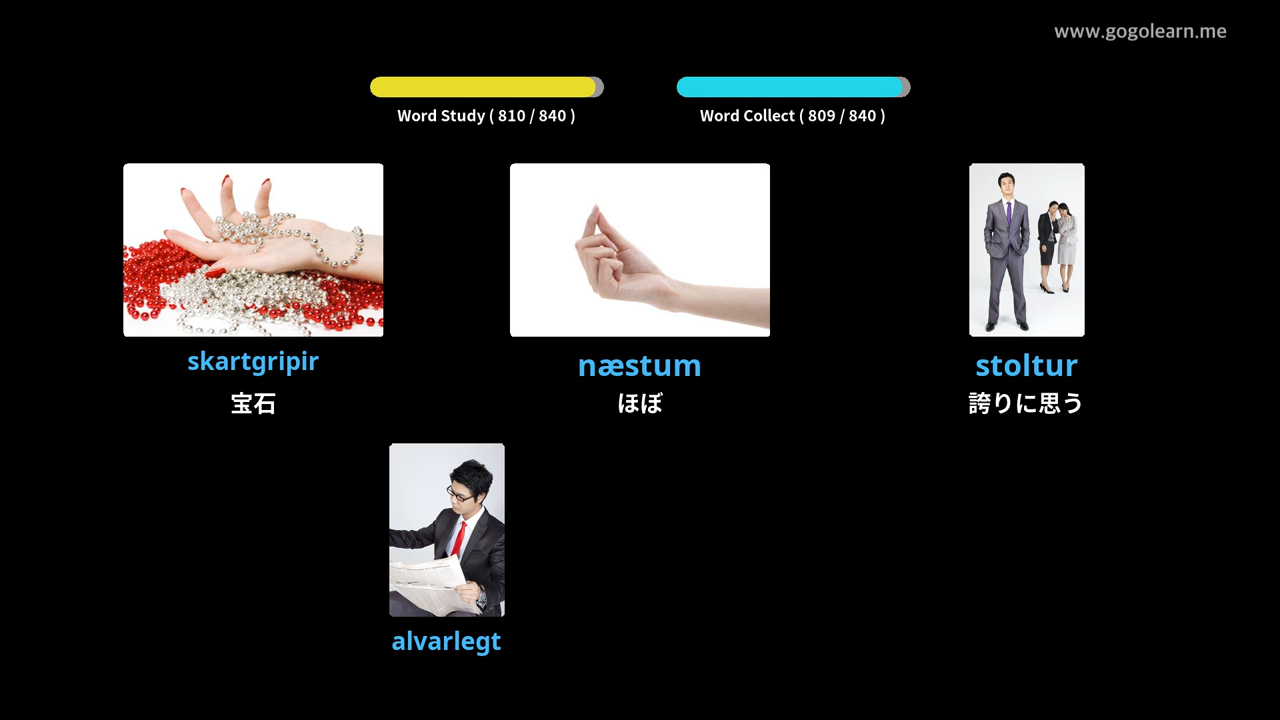 www.gogolearn.me
Word Study ( 810 / 840 )
Word Collect ( 809 / 840 )
skartgripir
宝石
næstum
ほぼ
stoltur
誇りに思う
alvarlegt